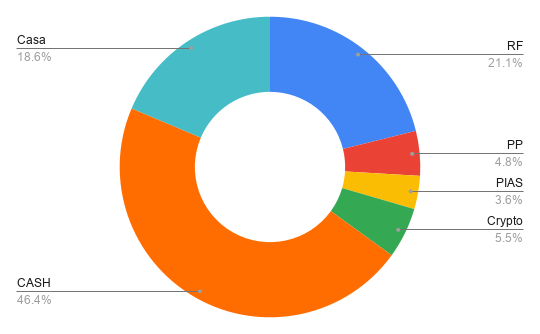 Casa
18.6%
RF
21.1%
PP
4.8%
PIAS
3.6%
Crypto
5.5%
CASH
46.4%